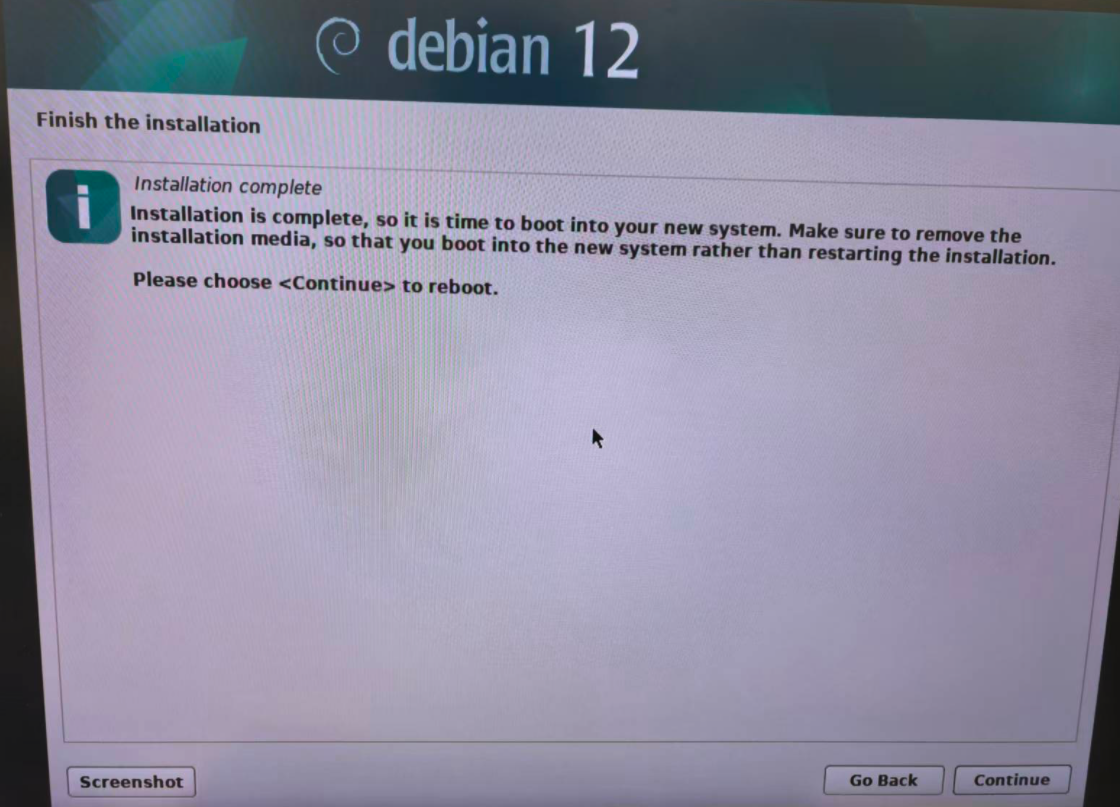 debian 12
Finish the installation
Installation complete
Installation is complete, so it is time to boot into your new system. Make sure to remove the
installation media, so that you boot into the new system rather than restarting the installation.
Please choose <Continue> to reboot.
Screenshot
Go Back
Continue